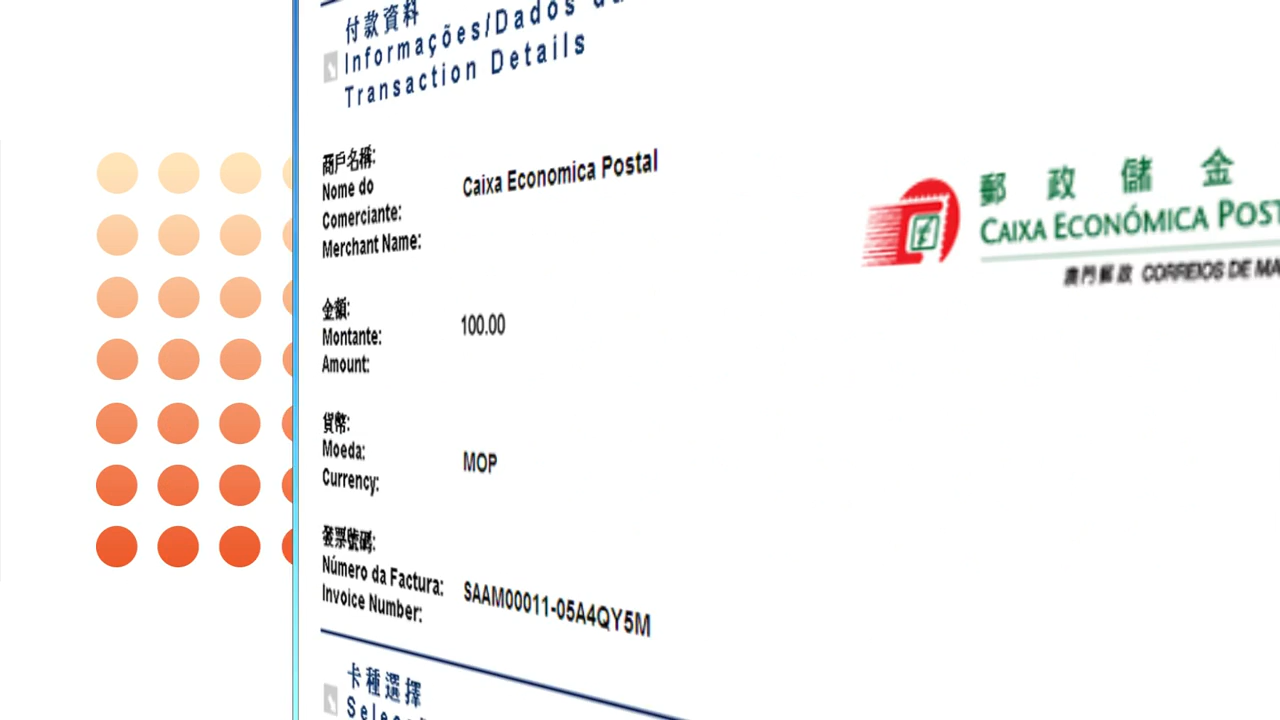 付款資料
Informações/Dados da
Transaction Details
商戶名稱:
Nome do
Comerciante:
Merchant Name:
Caixa Economica Postal
金額:
Montante:
Amount:
100.00
貨幣:
Moeda:
Currency:
MOP
發票號碼:
Número da Factura:
Invoice Number:
SAAM00011-05A4QY5M
卡種選擇
郵政儲金
CAIXA ECONÓMICA
澳門郵政 CORREIOS DE